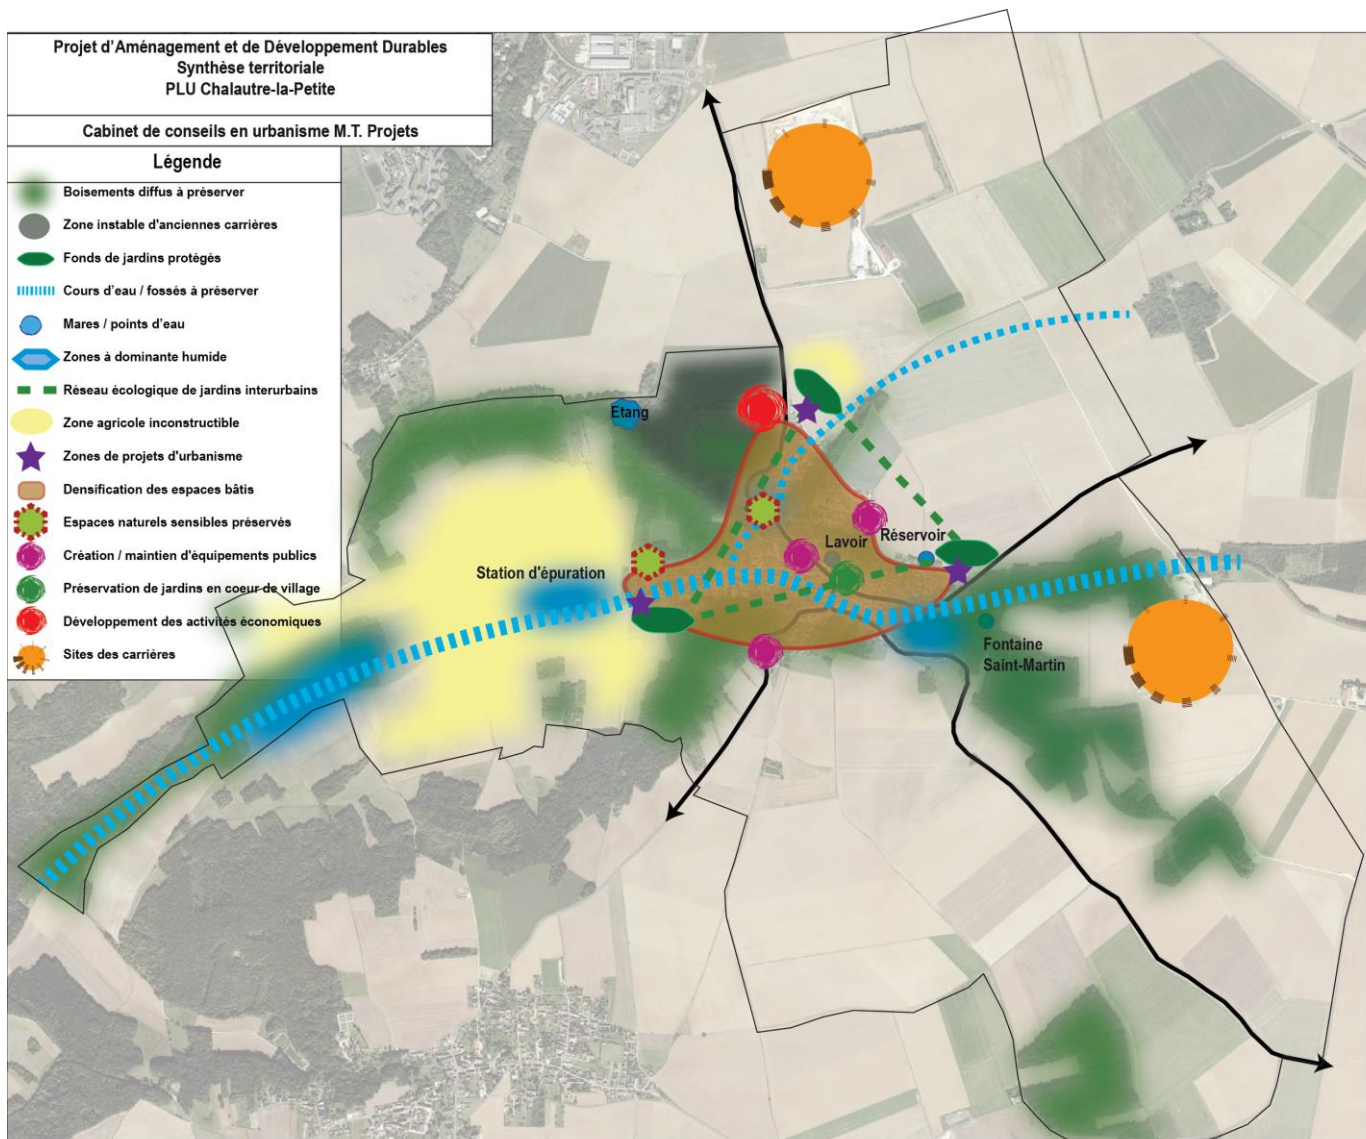 Projet d'Aménagement et de Développement Durables
Synthèse territoriale
PLU Chalautre-la-Petite
Cabinet de conseils en urbanisme M.T. Projets
Légende
Boisements diffus à préserver
Zone instable d'anciennes carrières
Fonds de jardins protégés
Cours d'eau / fossés à préserver
Mares / points d'eau
Zones à dominante humide
Réseau écologique de jardins interurbains
Zone agricole inconstructible
Zones de projets d'urbanisme
Densification des espaces bâtis
Espaces naturels sensibles préservés
Création / maintien d'équipements publics
Préservation de jardins en coeur de village
Développement des activités économiques
Sites des carrières
Etang
Lavoir
Réservoir
Station d'épuration
Fontaine
Saint-Martin